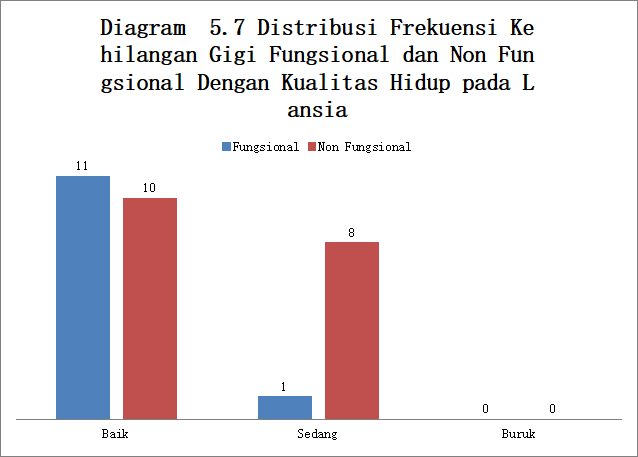 Diagram  5.7 Distribusi Frekuensi Ke
hilangan Gigi Fungsional dan Non Fun
gsional Dengan Kualitas Hidup pada L
ansia
Fungsional Non Fungsional
11
10
8
1
0 0
Baik Sedang Buruk